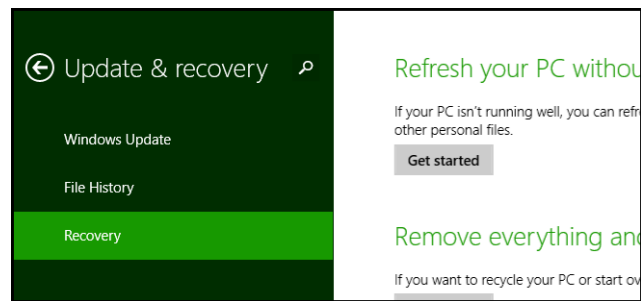 Update & recovery
Windows Update
File History
Recovery
Refresh your PC withou
If your PC isn't running well, you can refr
other personal files.
Get started
Remove everything and
If you want to recycle your PC or start ov